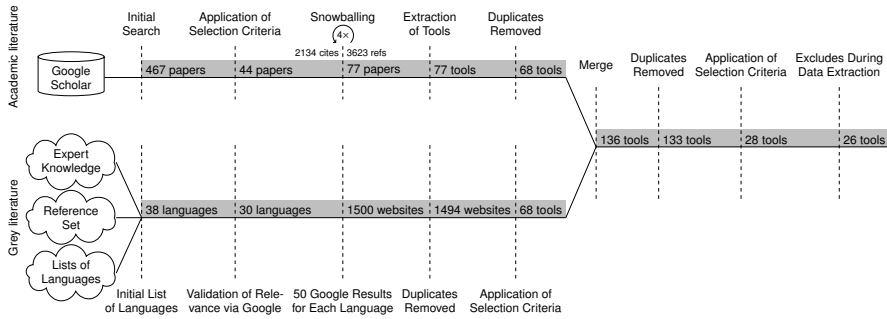 Academic literature
Google
Scholar
Initial
Search
Application of
Selection Criteria
Snowballing
4×
2134 cites
3623 refs
Extraction
of Tools
Duplicates
Removed
467 papers
44 papers
77 papers
77 tools
68 tools
Merge
Duplicates
Removed
Application of
Selection Criteria
Excludes During
Data Extraction
136 tools
133 tools
28 tools
26 tools
Grey literature
Expert
Knowledge
Reference
Set
Lists of
Languages
38 languages
30 languages
1500 websites
1494 websites
68 tools
Initial List
of Languages
Validation of Rele-
vance via Google
50 Google Results
for Each Language
Duplicates
Removed
Application of
Selection Criteria